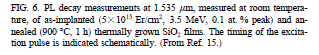 FIG. 6. PL decay measurements at 1.535 μm, measured at room tempera-
ture, of as-implanted (5×10¹⁵ Er/cm², 3.5 MeV, 0.1 at. % peak) and an-
nealed (900 °C, 1 h) thermally grown SiO₂ films. The timing of the excita-
tion pulse is indicated schematically. (From Ref. 15.)